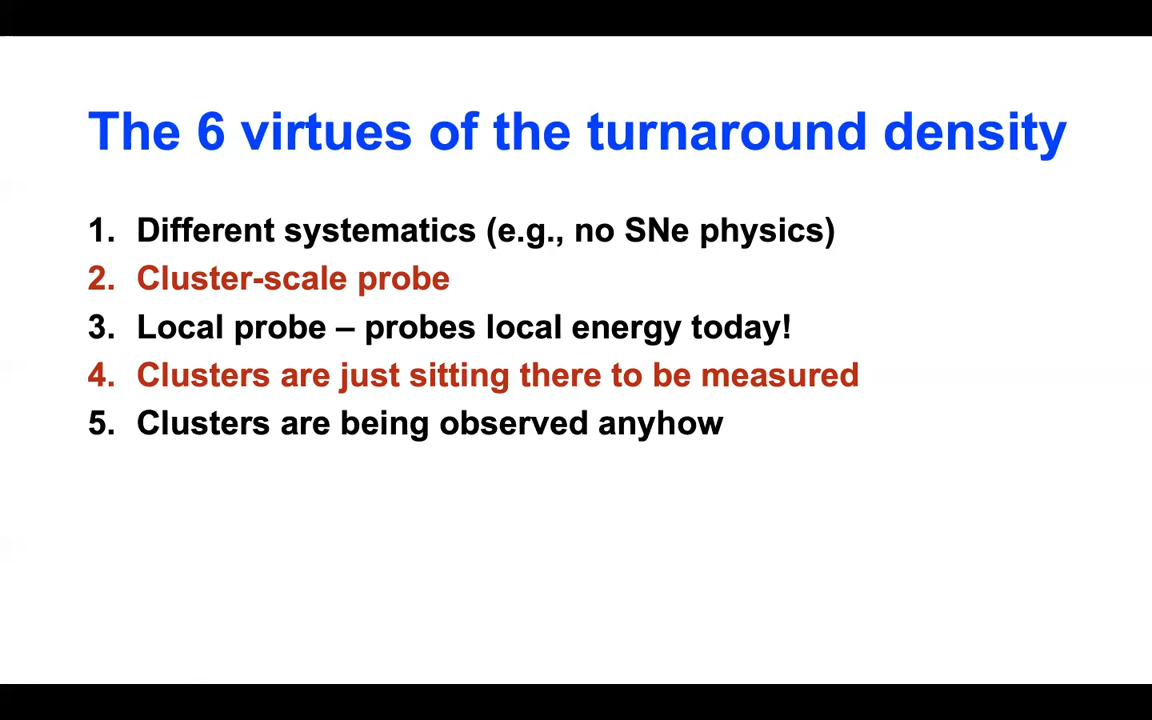 The 6 virtues of the turnaround density
1. Different systematics (e.g., no SNe physics)
2. Cluster-scale probe
3. Local probe – probes local energy today!
4. Clusters are just sitting there to be measured
5. Clusters are being observed anyhow